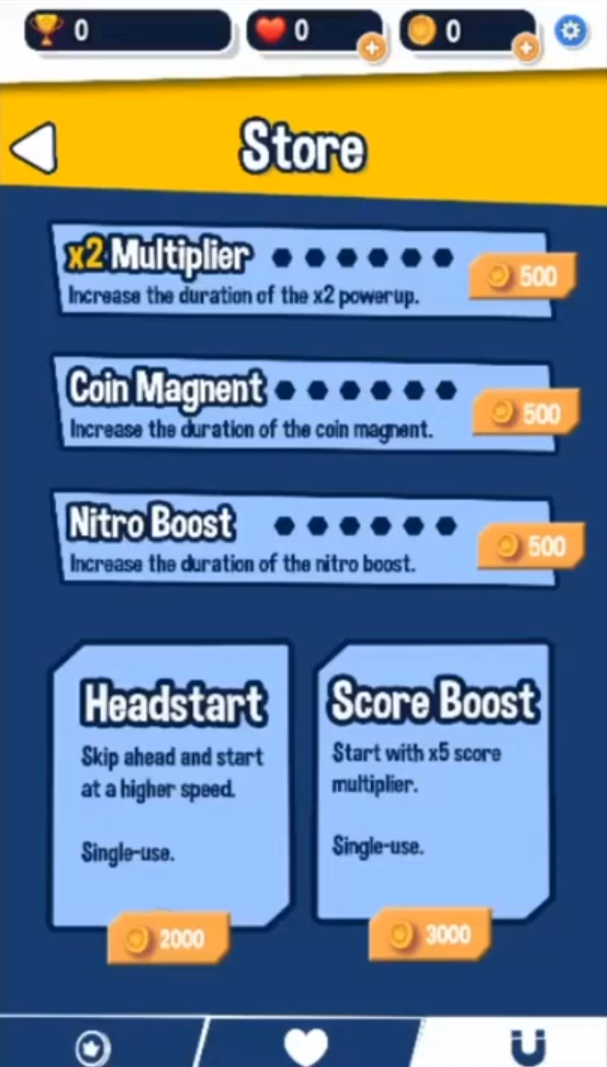 0 0 0
Store
x2 Multiplier
500
Increase the duration of the x2 powerup.
Coin Magnent
500
Increase the duration of the coin magnent.
Nitro Boost
500
Increase the duration of the nitro boost.
Headstart
Skip ahead and start
at a higher speed.
Single-use.
2000
Score Boost
Start with x5 score
multiplier.
Single-use.
3000